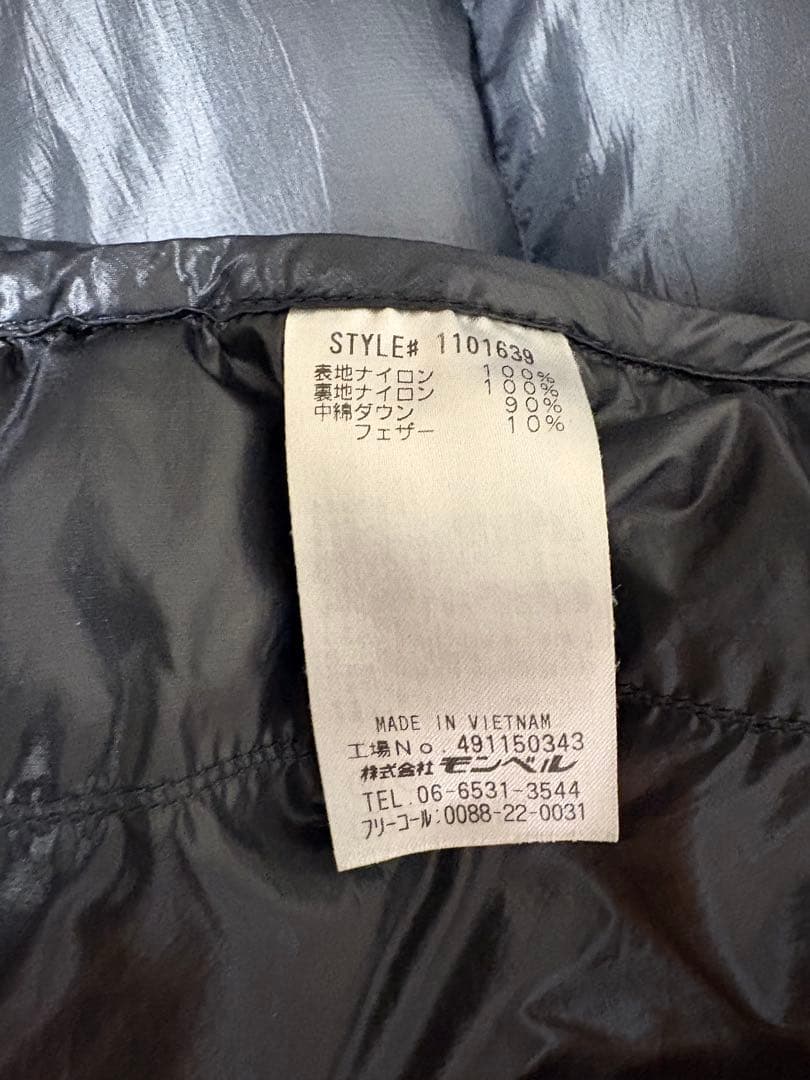 STYLE# 1101639
表地ナイロン 100%
裏地ナイロン 100%
中綿ダウン 90%
フェザー 10%
MADE IN VIETNAM
工場No. 491150343
株式会社 モンベル
TEL. 06-6531-3544
フリーコール:0088-22-0031